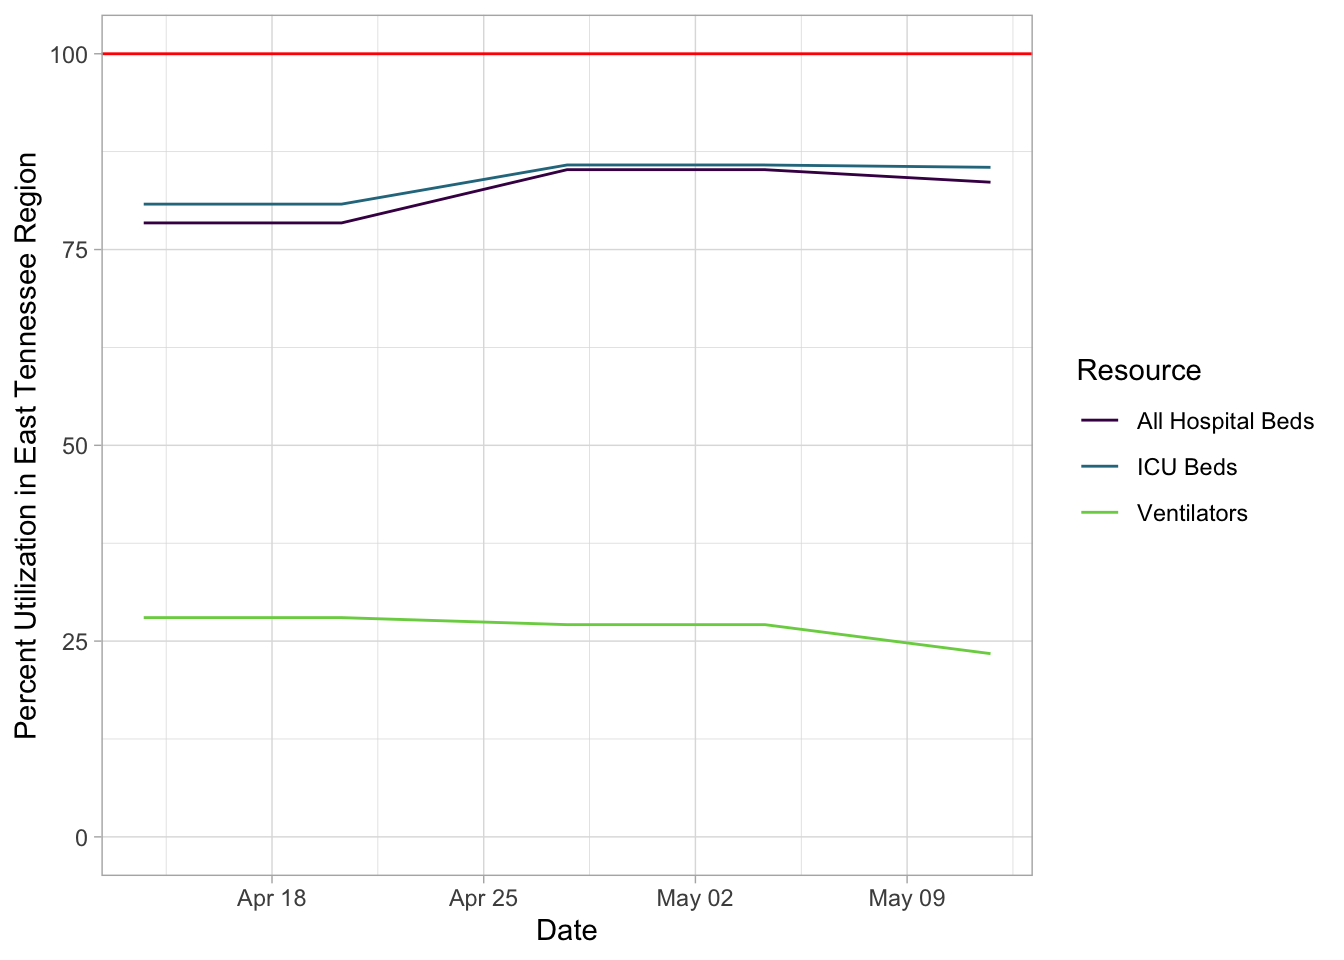 Percent Utilization in East Tennessee Region
100
75
50
25
0
Apr 18
Apr 25
May 02
May 09
Date
Resource
All Hospital Beds
ICU Beds
Ventilators